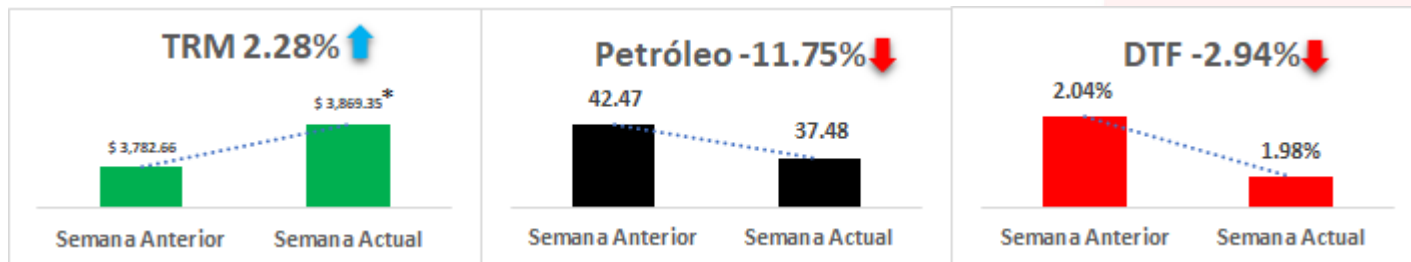 TRM 2.28%
$ 3,782.66
$ 3,869.35*
Semana Anterior
Semana Actual
Petróleo -11.75%
42.47
37.48
Semana Anterior
Semana Actual
DTF -2.94%
2.04%
1.98%
Semana Anterior
Semana Actual